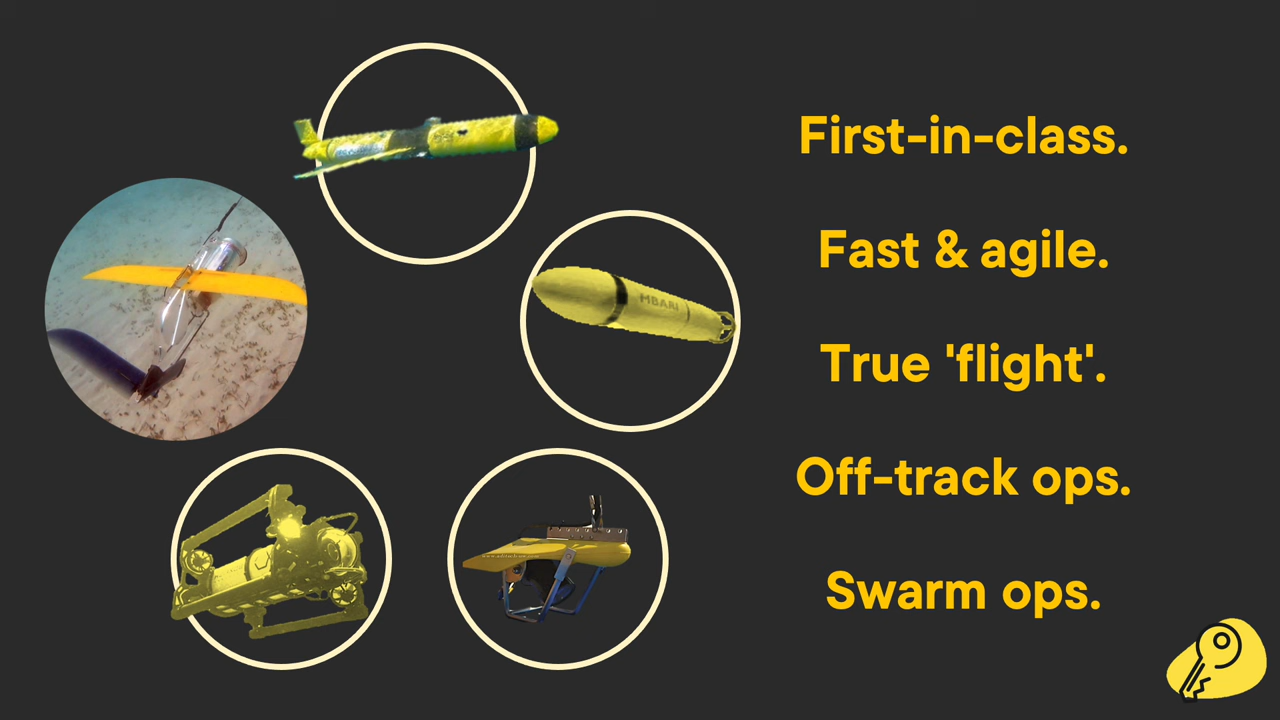 First-in-class.
Fast & agile.
MBARI
True 'flight'.
Off-track ops.
Swarm ops.